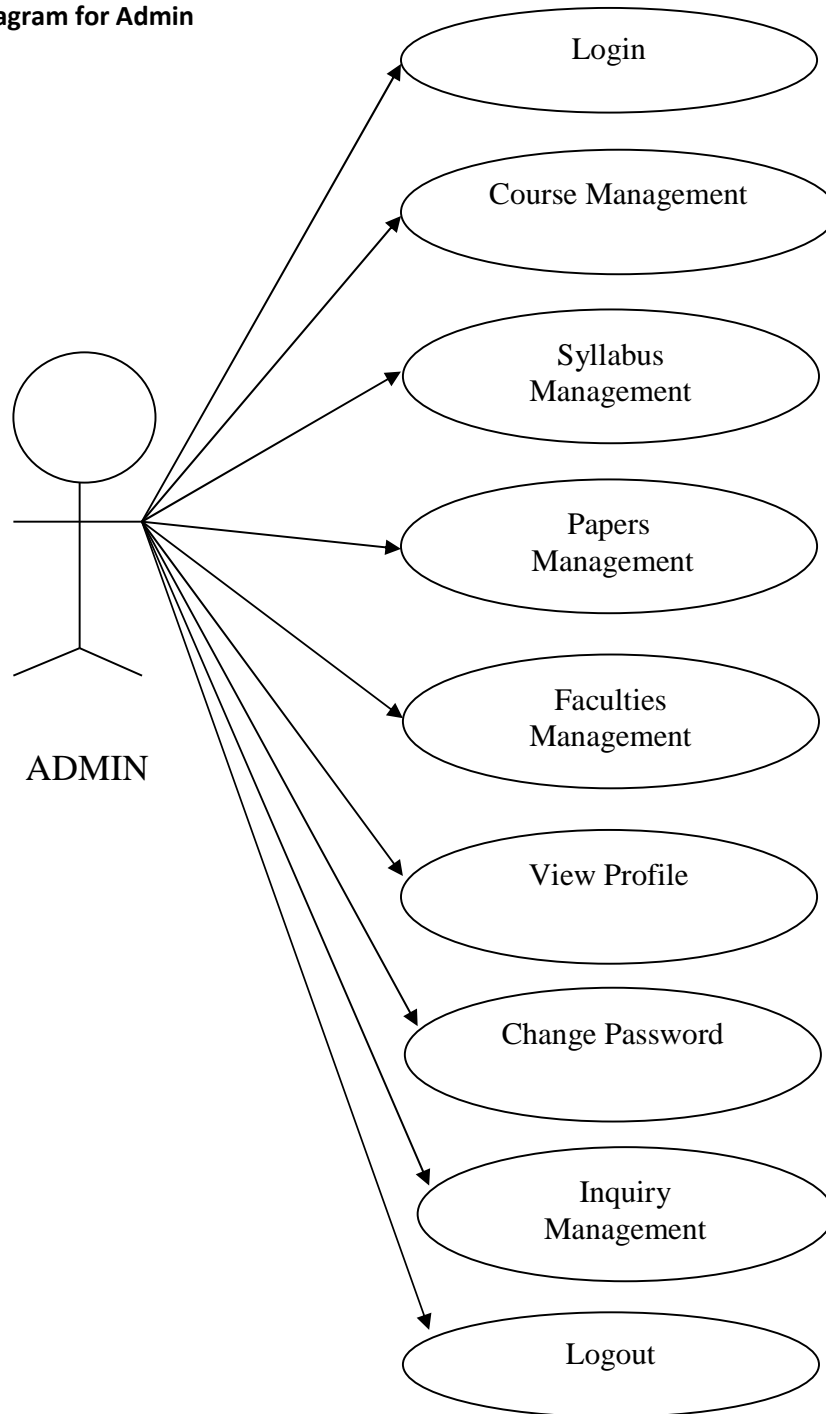 agram for Admin
Login
Course Management
Syllabus
Management
Papers
Management
Faculties
Management
ADMIN
View Profile
Change Password
Inquiry
Management
Logout